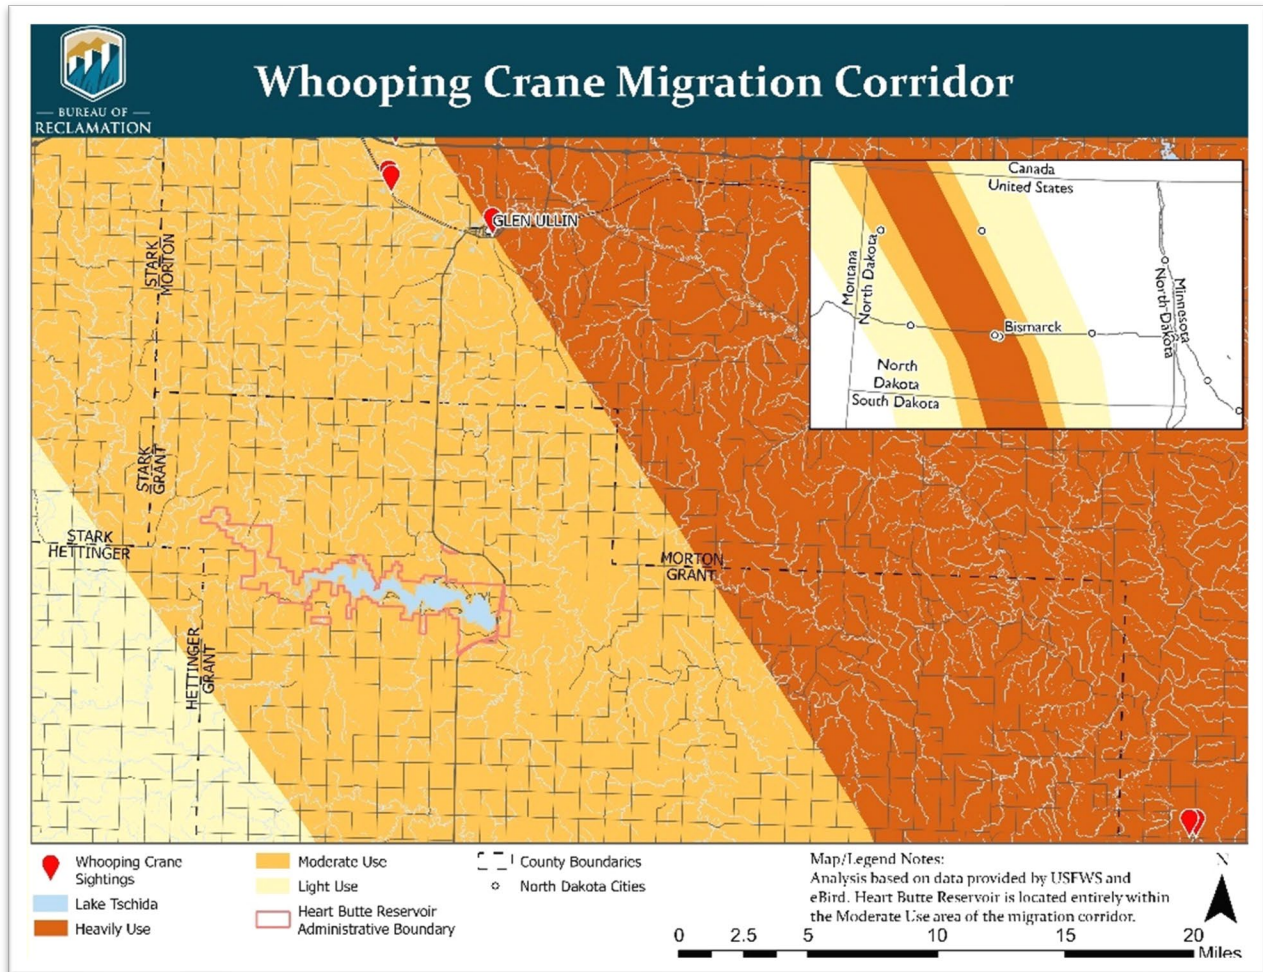 BUREAU OF
RECLAMATION
Whooping Crane Migration Corridor
GLEN ULLIN
STARK
MORTON
STARK
GRANT
STARK
HETTINGER
HETTINGER
GRANT
MORTON
GRANT
Canada
United States
Montana
North Dakota
Minnesota
North Dakota
Bismarck
North
Dakota
South Dakota
Whooping Crane
Sightings
Lake Tschida
Heavily Use
Moderate Use
Light Use
Heart Butte Reservoir
Administrative Boundary
County Boundaries
North Dakota Cities
Map/Legend Notes:
Analysis based on data provided by USFWS and
eBird. Heart Butte Reservoir is located entirely within
the Moderate Use area of the migration corridor.
N
0 2.5 5 10 15 20
Miles